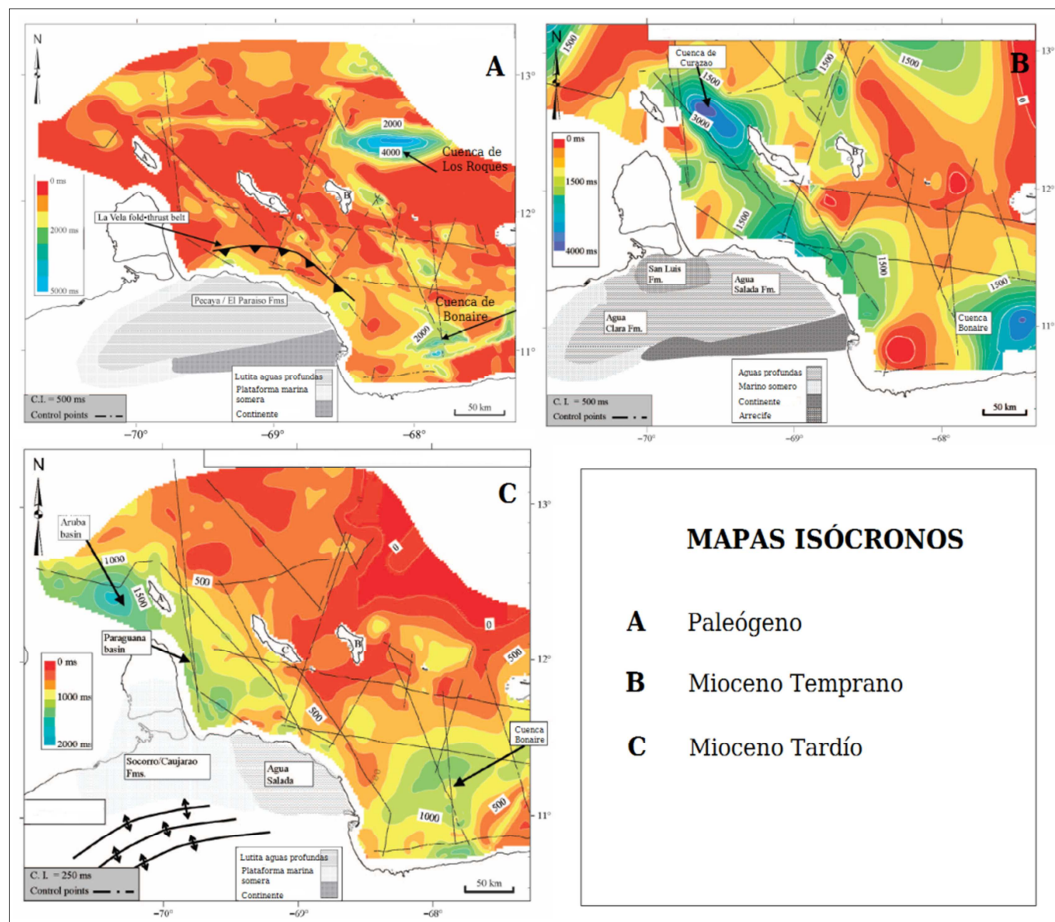 N
A
13°
12°
11°
−70°
−69°
−68°
2000
4000
Cuenca de
Los Roques
A
C
B
La Vela fold-thrust belt
0 ms
2000 ms
5000 ms
Cuenca de
Bonaire
2000
Pecaya / El Paraiso Fms.
Lutita aguas profundas
Plataforma marina
somera
Continente
C.I. = 500 ms
Control points
50 km
N
B
1500
Cuenca de
Curazao
1500
1500
1500
0
13°
12°
11°
−70°
−69°
−68°
3000
A
C
B
0 ms
1500 ms
4000 ms
1500
1500
1500
San Luis
Fm.
Agua
Salada Fm.
Agua
Clara Fm.
Cuenca
Bonaire
Aguas profundas
Marino somero
Continente
Arrecife
C.I. = 500 ms
Control points
50 km
N
C
Aruba
basin
1000
1500
500
0
0
13°
12°
11°
−70°
−69°
−68°
A
C
B
Paraguana
basin
0 ms
1000 ms
2000 ms
500
500
Cuenca
Bonaire
1000
500
Socorro/Caujarao
Fms.
Agua
Salada
Lutita aguas profundas
Plataforma marina
somera
Continente
C. I. = 250 ms
Control points
50 km
MAPAS ISÓCRONOS
A Paleógeno
B Mioceno Temprano
C Mioceno Tardío